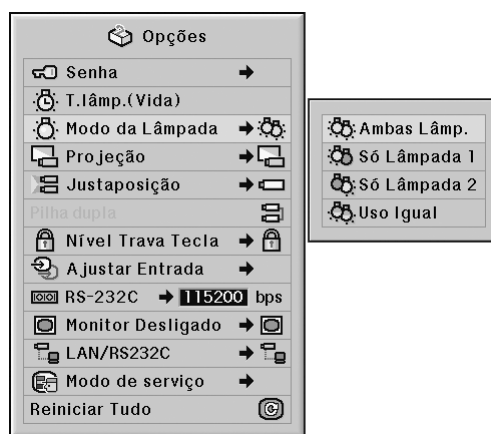 Opções
Senha
T.lâmp.(Vida)
Modo da Lâmpada
Projeção
Justaposição
Pilha dupla
Nível Trava Tecla
Ajustar Entrada
RS-232C 115200 bps
Monitor Desligado
LAN/RS232C
Modo de serviço
Reiniciar Tudo
Ambas Lâmp.
Só Lâmpada 1
Só Lâmpada 2
Uso Igual